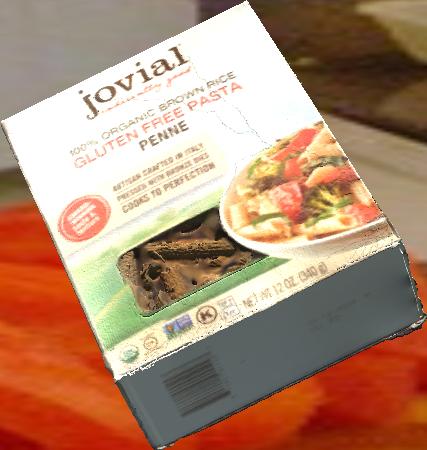 jovial
100% ORGANIC BROWN RICE
GLUTEN FREE PASTA
PENNE
ARTISAN CRAFTED IN ITALY
PRESSED WITH BRONZE DIES
COOKS TO PERFECTION
NET WT 12 OZ (340 g)